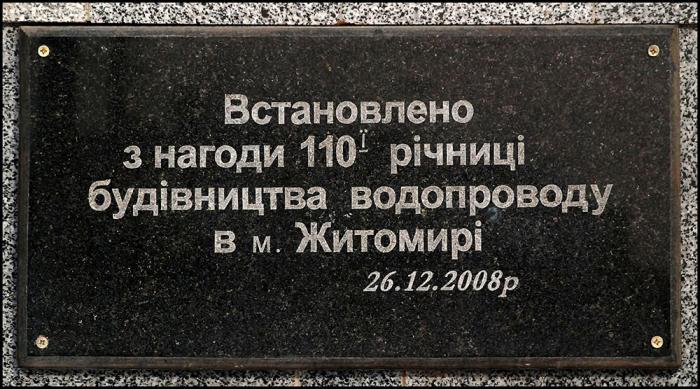 Встановлено
з нагоди 110ї річниці
будівництва водопроводу
в м. Житомирі
26.12.2008р